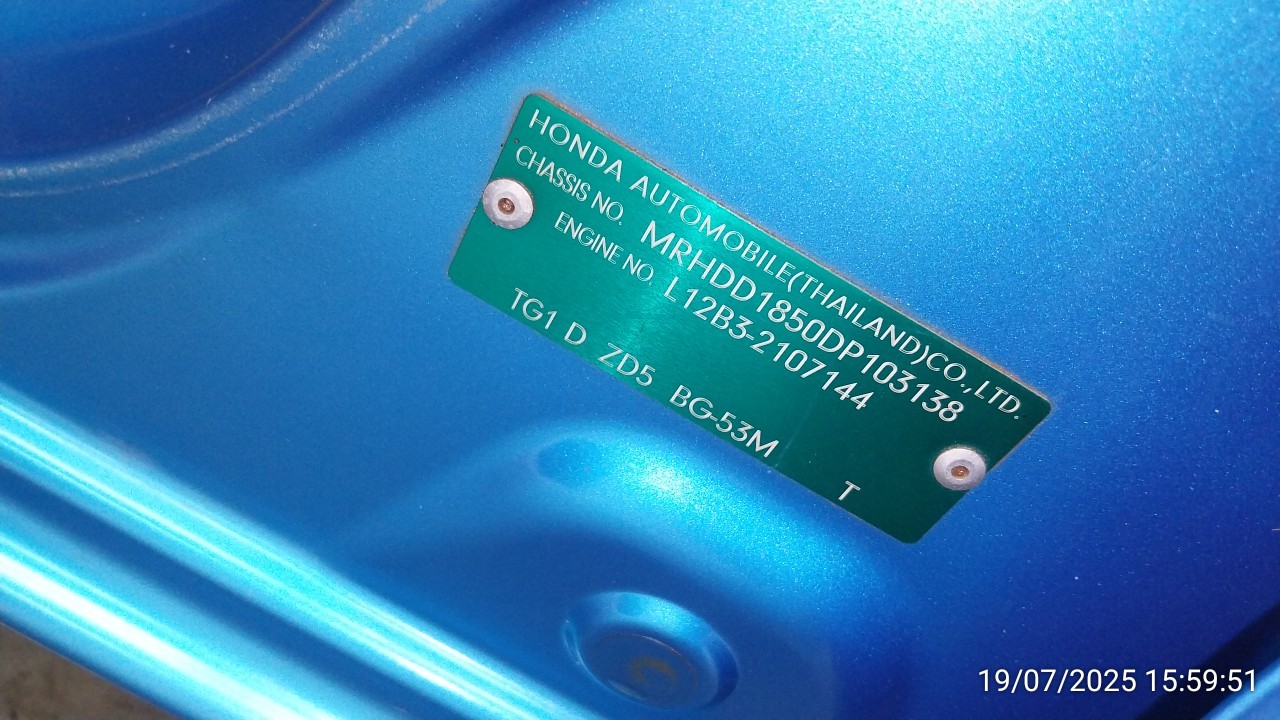 HONDA AUTOMOBILE(THAILAND)CO.,LTD.
CHASSIS NO. MRHDD1850DP103138
ENGINE NO. L12B3-2107144
TG1 D ZD5 BG-53M T
19/07/2025 15:59:51